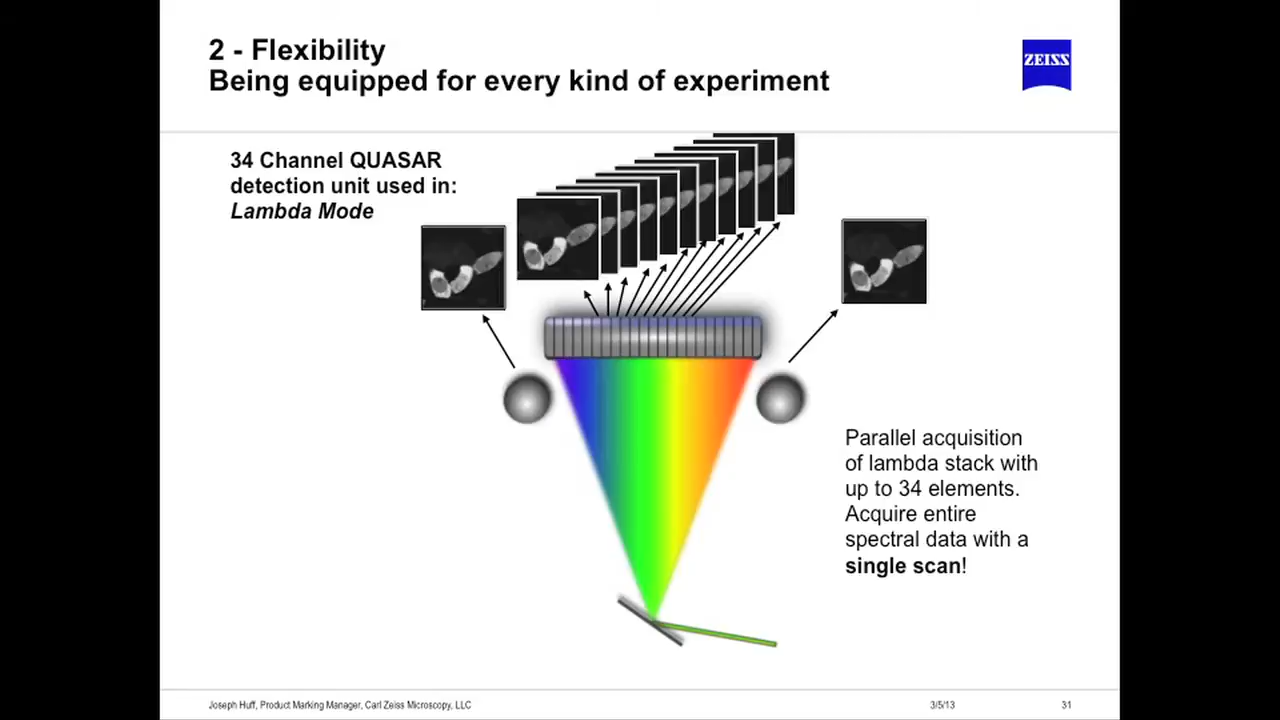 2 - Flexibility
Being equipped for every kind of experiment
ZEISS
34 Channel QUASAR
detection unit used in:
Lambda Mode
Parallel acquisition
of lambda stack with
up to 34 elements.
Acquire entire
spectral data with a
single scan!
Joseph Huff, Product Marking Manager, Carl Zeiss Microscopy, LLC
3/5/13
31